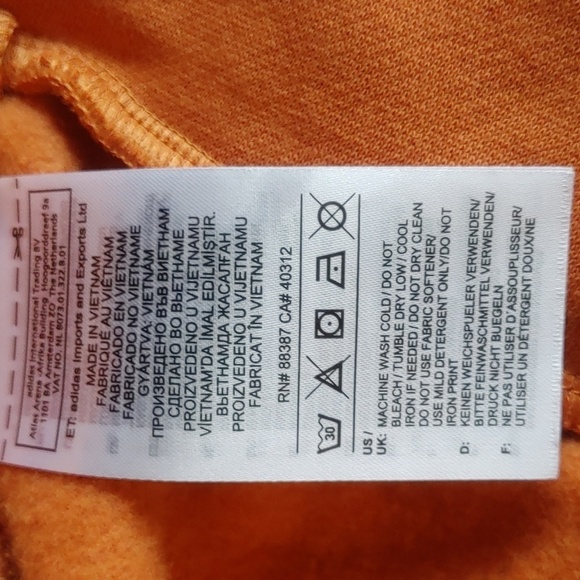 adidas International Trading BV
Atlas Arena -Afrika Building Hoogoorddreef 9a
1101 BA Amsterdam ZO The Netherlands
VAT NO. NL 8073.01.322.B.01
ET: adidas Imports and Exports Ltd
MADE IN VIETNAM
FABRIQUÉ AU VIETNAM
FABRICADO EN VIETNAM
FABRICADO NO VIETNAME
GYÁRTVA: VIETNAM
ПРОИЗВЕДЕНО ВЪВ ВИЕТНАМ
СДЕЛАНО ВО ВЬЕТНАМЕ
PROIZVEDENO U VIJETNAMU
VİETNAM'DA İMAL EDİLMİŞTİR.
ВЬЕТНАМДА ЖАСАЛҒАН
PROIZVEDENO U VIJETNAMU
FABRICAT ÎN VIETNAM
RN# 88387 CA# 40312
30
US /
UK: MACHINE WASH COLD / DO NOT
BLEACH / TUMBLE DRY LOW / COOL
IRON IF NEEDED / DO NOT DRY CLEAN
DO NOT USE FABRIC SOFTENER/
USE MILD DETERGENT ONLY/DO NOT
IRON PRINT
D: KEINEN WEICHSPUELER VERWENDEN/
BITTE FEINWASCHMITTEL VERWENDEN/
DRUCK NICHT BUEGELN
F: NE PAS UTILISER D'ASSOUPLISSEUR/
UTILISER UN DÉTERGENT DOUX/NE